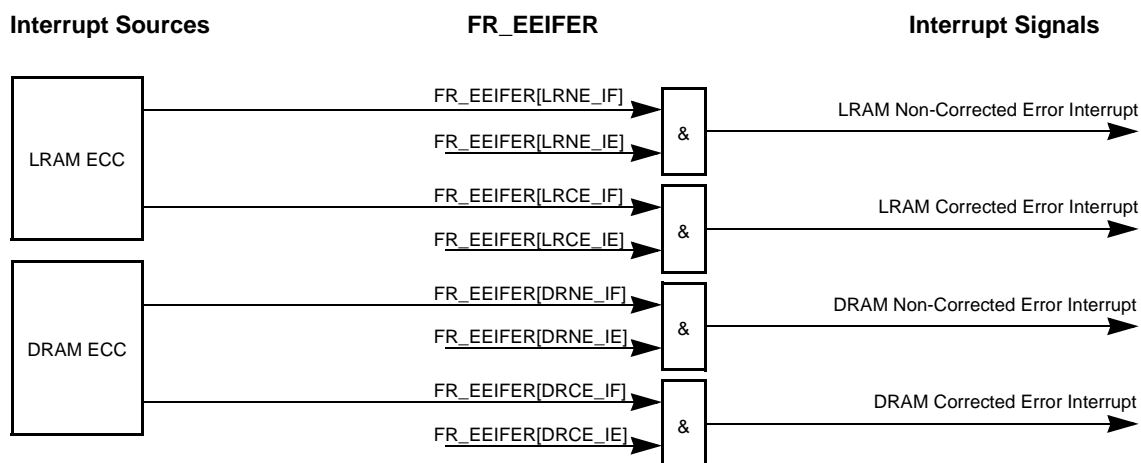 Interrupt Sources FR_EEIFER Interrupt Signals
FR_EEIFER[LRNE_IF]
LRAM Non-Corrected Error Interrupt
FR_EEIFER[LRNE_IE]
&
LRAM ECC
FR_EEIFER[LRCE_IF]
LRAM Corrected Error Interrupt
FR_EEIFER[LRCE_IE]
&
FR_EEIFER[DRNE_IF]
DRAM Non-Corrected Error Interrupt
FR_EEIFER[DRNE_IE]
&
DRAM ECC
FR_EEIFER[DRCE_IF]
DRAM Corrected Error Interrupt
FR_EEIFER[DRCE_IE]
&